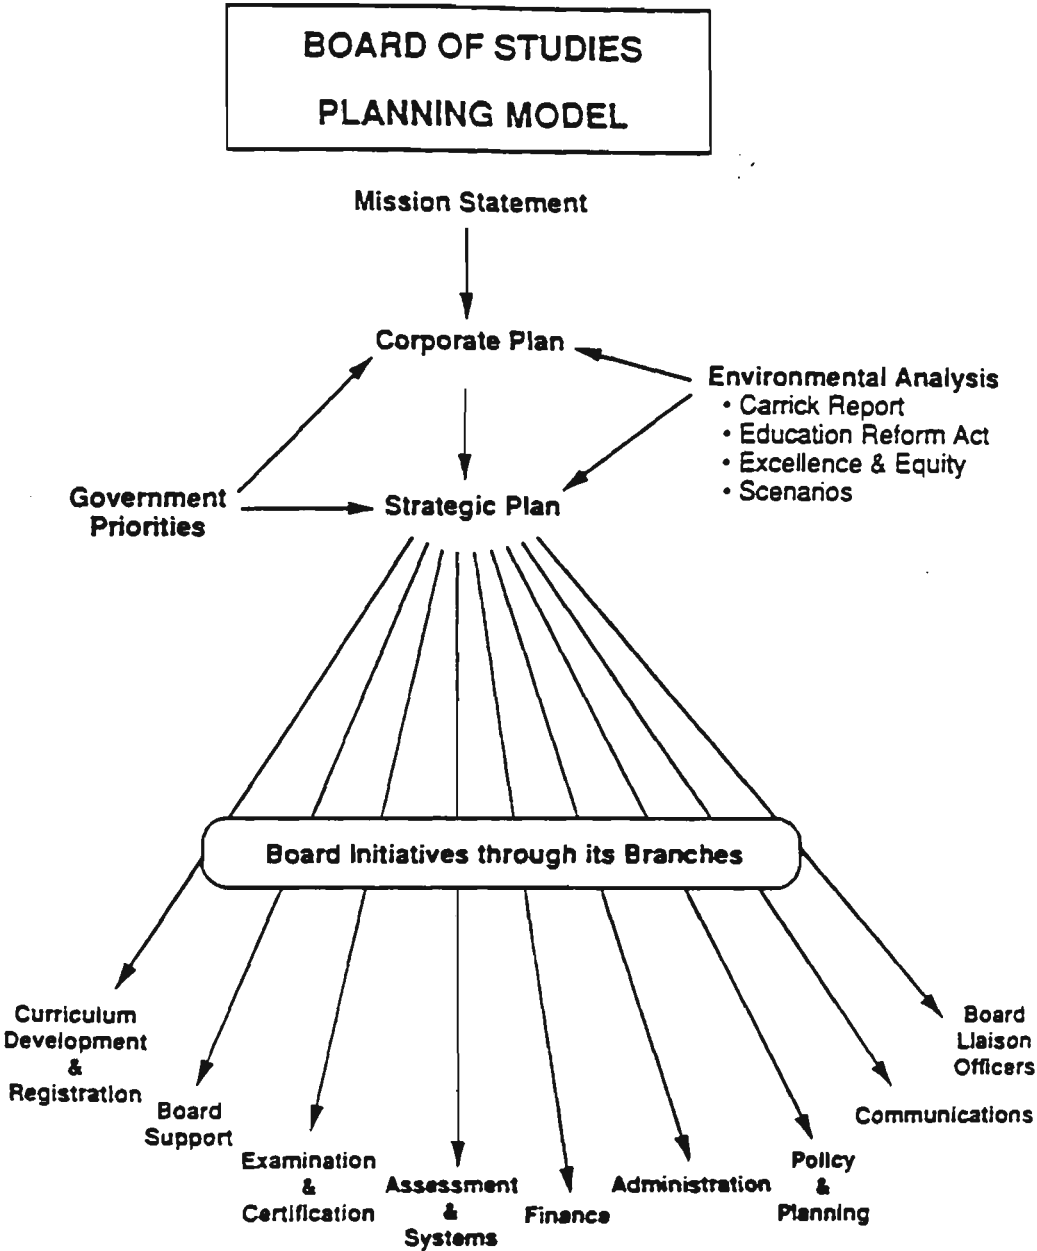 BOARD OF STUDIES
PLANNING MODEL
Mission Statement
Corporate Plan
Environmental Analysis
• Carrick Report
• Education Reform Act
• Excellence & Equity
• Scenarios
Government
Priorities
Strategic Plan
Board Initiatives through its Branches
Curriculum
Development
&
Registration
Board
Support
Examination
&
Certification
Assessment
&
Systems
Finance
Administration
Policy
&
Planning
Communications
Board
Liaison
Officers